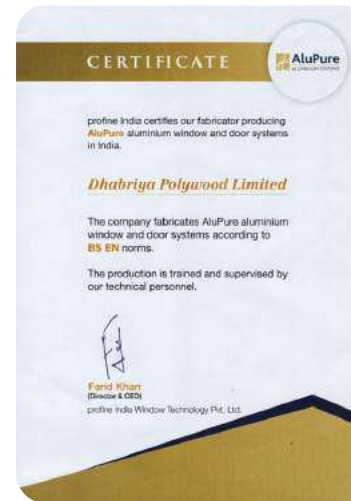 CERTIFICATE
AluPure
ALUMINIUM SYSTEMS
profine India certifies our fabricator producing
AluPure aluminium window and door systems
in India.
Dhabriya Polywood Limited
The company fabricates AluPure aluminium
window and door systems according to
BS EN norms.
The production is trained and supervised by
our technical personnel.
Farid Khan
(Director & CEO)
profine India Window Technology Pvt. Ltd.